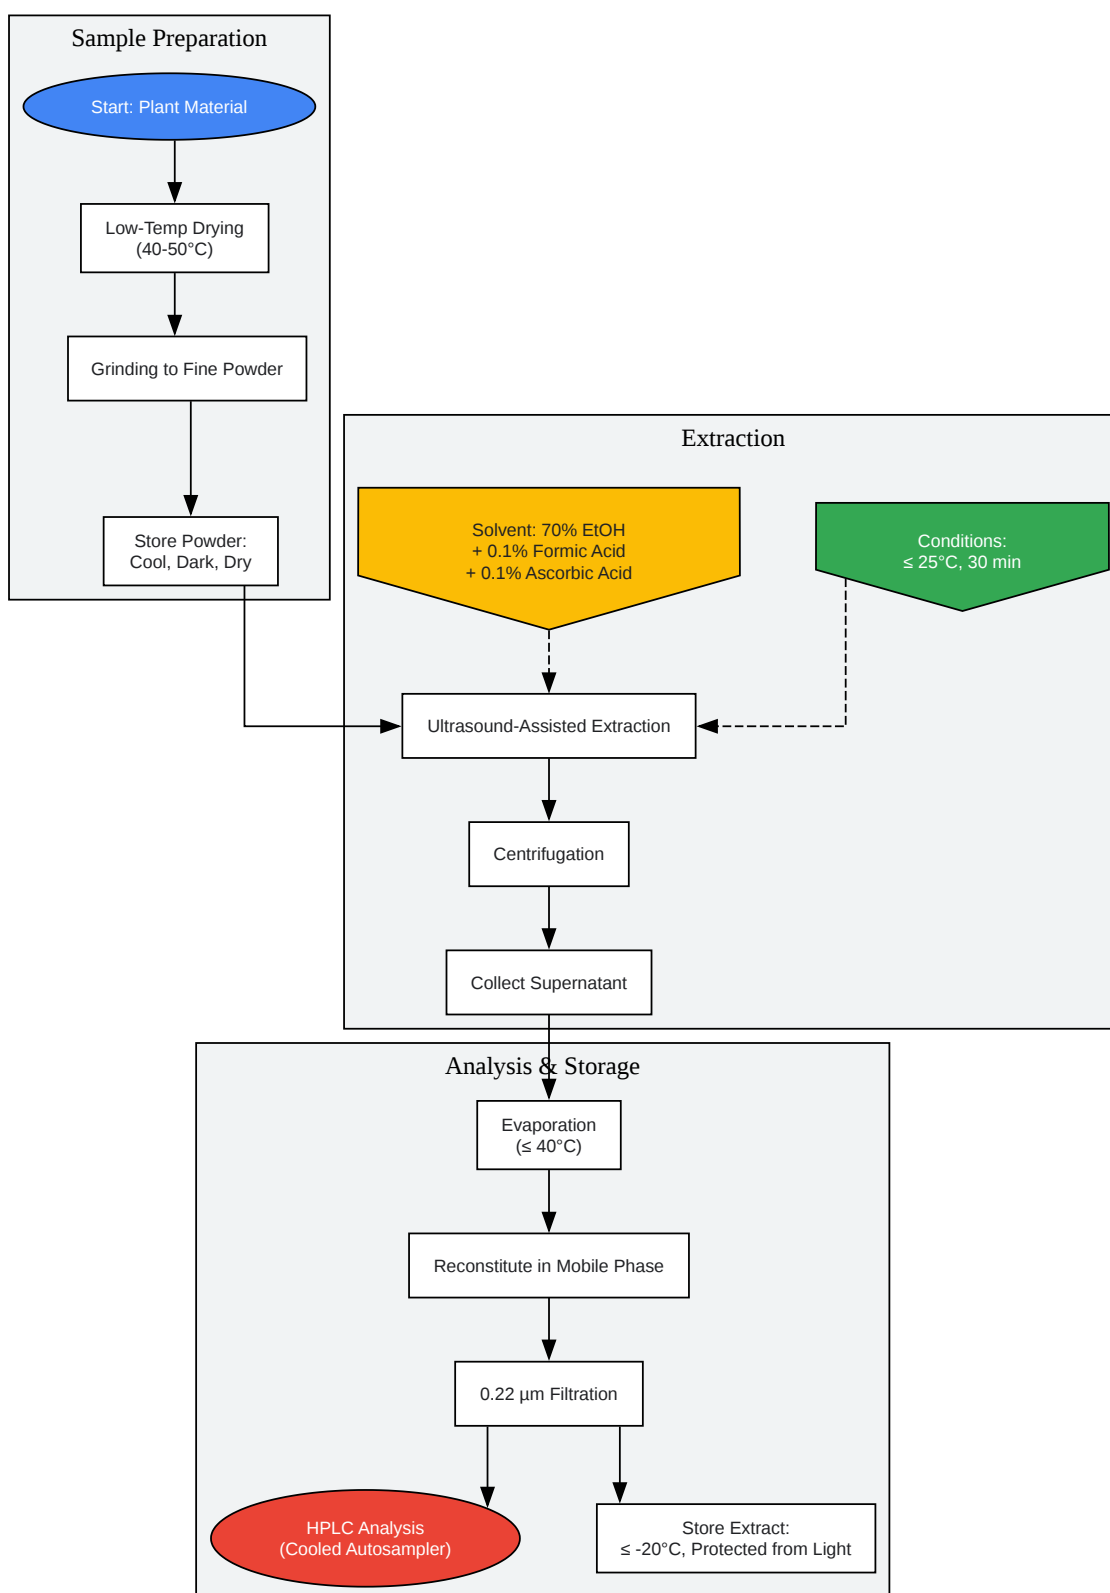 Sample Preparation
Start: Plant Material
Low-Temp Drying
(40-50°C)
Grinding to Fine Powder
Store Powder:
Cool, Dark, Dry
Extraction
Solvent: 70% EtOH
+ 0.1% Formic Acid
+ 0.1% Ascorbic Acid
Conditions:
≤ 25°C, 30 min
Ultrasound-Assisted Extraction
Centrifugation
Collect Supernatant
Analysis & Storage
Evaporation
(≤ 40°C)
Reconstitute in Mobile Phase
0.22 µm Filtration
HPLC Analysis
(Cooled Autosampler)
Store Extract:
≤ -20°C, Protected from Light